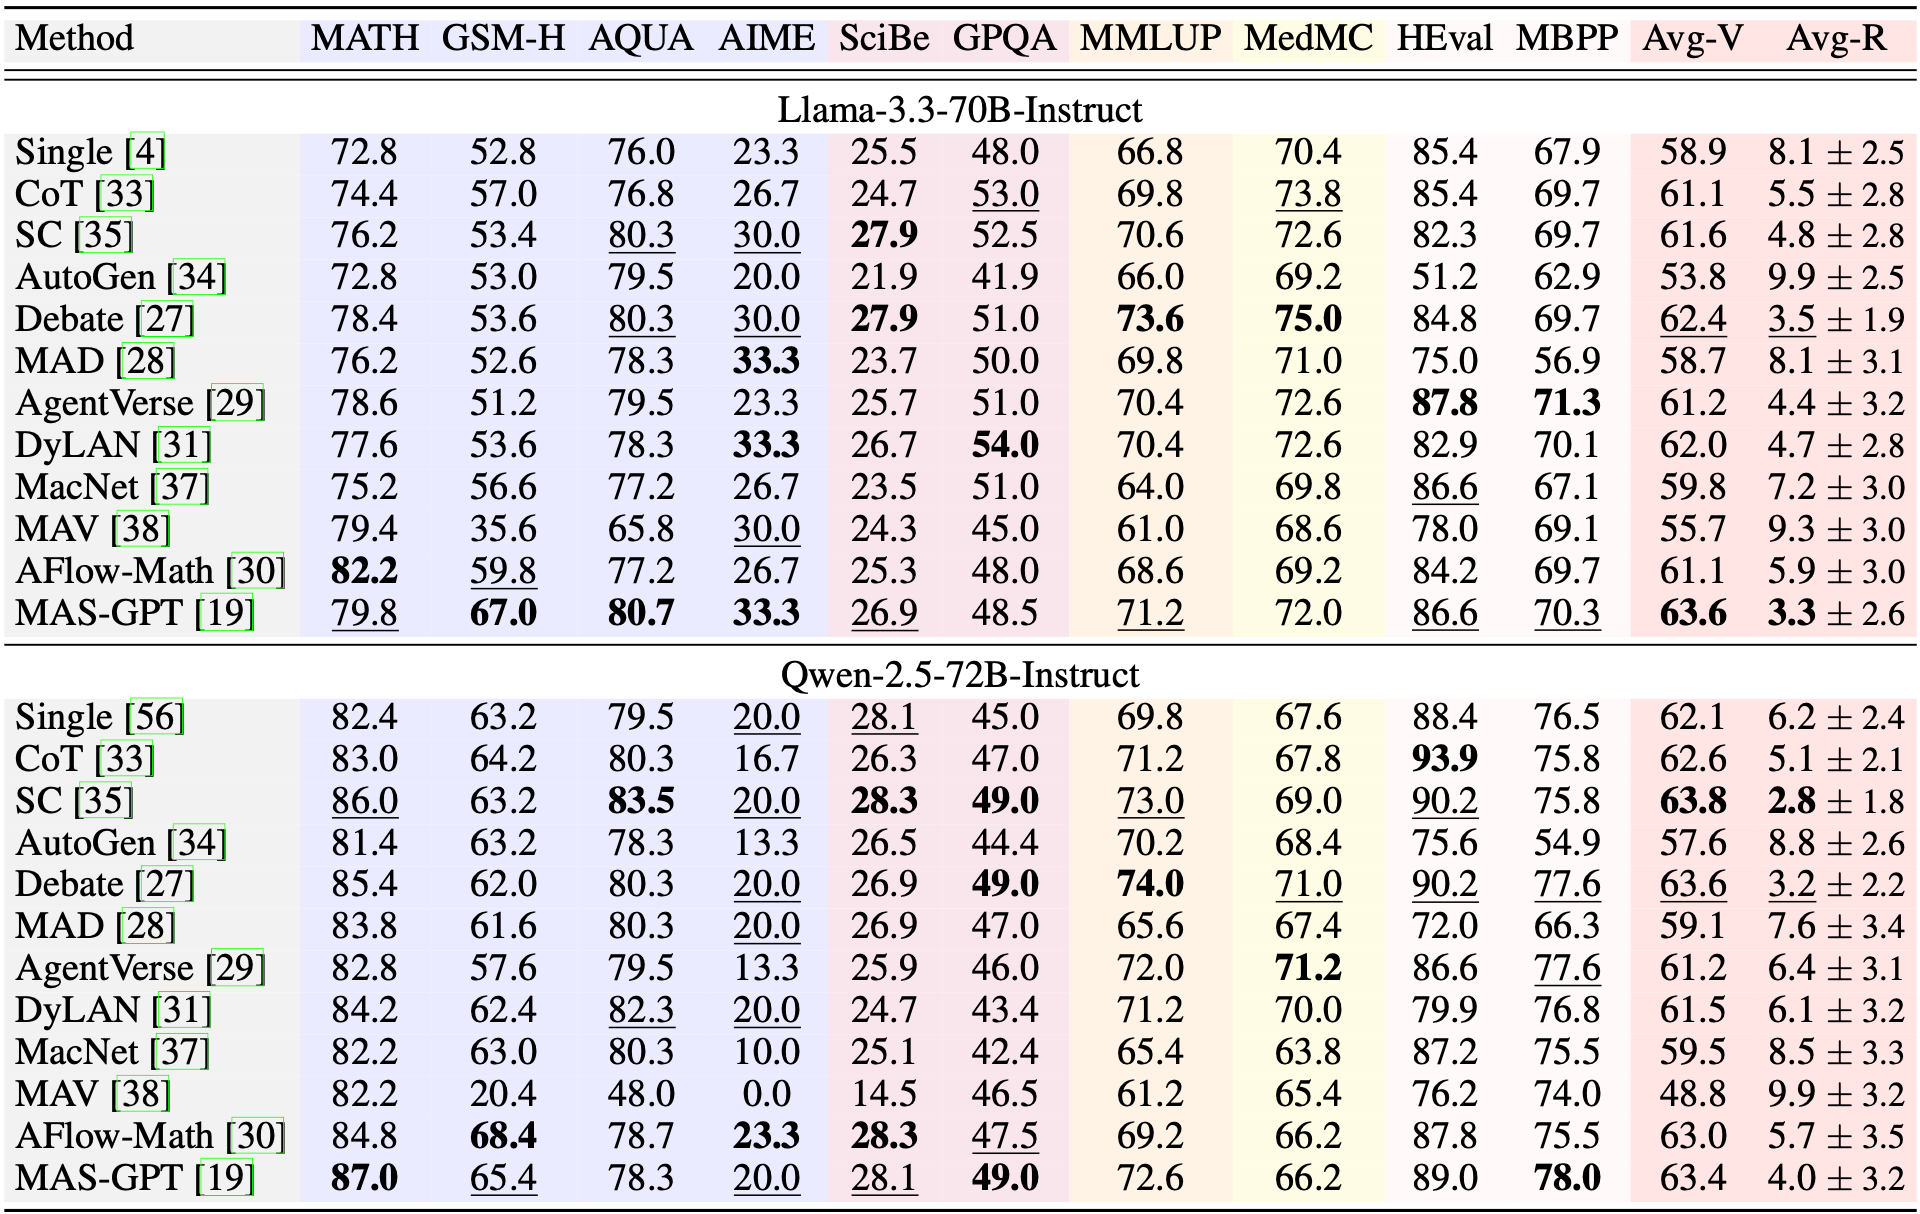 Method MATH GSM-H AQUA AIME SciBe GPQA MMLUP MedMC HEval MBPP Avg-V Avg-R
Llama-3.3-70B-Instruct
Single [4] 72.8 52.8 76.0 23.3 25.5 48.0 66.8 70.4 85.4 67.9 58.9 8.1 ± 2.5
CoT [33] 74.4 57.0 76.8 26.7 24.7 53.0 69.8 73.8 85.4 69.7 61.1 5.5 ± 2.8
SC [35] 76.2 53.4 80.3 30.0 27.9 52.5 70.6 72.6 82.3 69.7 61.6 4.8 ± 2.8
AutoGen [34] 72.8 53.0 79.5 20.0 21.9 41.9 66.0 69.2 51.2 62.9 53.8 9.9 ± 2.5
Debate [27] 78.4 53.6 80.3 30.0 27.9 51.0 73.6 75.0 84.8 69.7 62.4 3.5 ± 1.9
MAD [28] 76.2 52.6 78.3 33.3 23.7 50.0 69.8 71.0 75.0 56.9 58.7 8.1 ± 3.1
AgentVerse [29] 78.6 51.2 79.5 23.3 25.7 51.0 70.4 72.6 87.8 71.3 61.2 4.4 ± 3.2
DyLAN [31] 77.6 53.6 78.3 33.3 26.7 54.0 70.4 72.6 82.9 70.1 62.0 4.7 ± 2.8
MacNet [37] 75.2 56.6 77.2 26.7 23.5 51.0 64.0 69.8 86.6 67.1 59.8 7.2 ± 3.0
MAV [38] 79.4 35.6 65.8 30.0 24.3 45.0 61.0 68.6 78.0 69.1 55.7 9.3 ± 3.0
AFlow-Math [30] 82.2 59.8 77.2 26.7 25.3 48.0 68.6 69.2 84.2 69.7 61.1 5.9 ± 3.0
MAS-GPT [19] 79.8 67.0 80.7 33.3 26.9 48.5 71.2 72.0 86.6 70.3 63.6 3.3 ± 2.6
Qwen-2.5-72B-Instruct
Single [56] 82.4 63.2 79.5 20.0 28.1 45.0 69.8 67.6 88.4 76.5 62.1 6.2 ± 2.4
CoT [33] 83.0 64.2 80.3 16.7 26.3 47.0 71.2 67.8 93.9 75.8 62.6 5.1 ± 2.1
SC [35] 86.0 63.2 83.5 20.0 28.3 49.0 73.0 69.0 90.2 75.8 63.8 2.8 ± 1.8
AutoGen [34] 81.4 63.2 78.3 13.3 26.5 44.4 70.2 68.4 75.6 54.9 57.6 8.8 ± 2.6
Debate [27] 85.4 62.0 80.3 20.0 26.9 49.0 74.0 71.0 90.2 77.6 63.6 3.2 ± 2.2
MAD [28] 83.8 61.6 80.3 20.0 26.9 47.0 65.6 67.4 72.0 66.3 59.1 7.6 ± 3.4
AgentVerse [29] 82.8 57.6 79.5 13.3 25.9 46.0 72.0 71.2 86.6 77.6 61.2 6.4 ± 3.1
DyLAN [31] 84.2 62.4 82.3 20.0 24.7 43.4 71.2 70.0 79.9 76.8 61.5 6.1 ± 3.2
MacNet [37] 82.2 63.0 80.3 10.0 25.1 42.4 65.4 63.8 87.2 75.5 59.5 8.5 ± 3.3
MAV [38] 82.2 20.4 48.0 0.0 14.5 46.5 61.2 65.4 76.2 74.0 48.8 9.9 ± 3.2
AFlow-Math [30] 84.8 68.4 78.7 23.3 28.3 47.5 69.2 66.2 87.8 75.5 63.0 5.7 ± 3.5
MAS-GPT [19] 87.0 65.4 78.3 20.0 28.1 49.0 72.6 66.2 89.0 78.0 63.4 4.0 ± 3.2